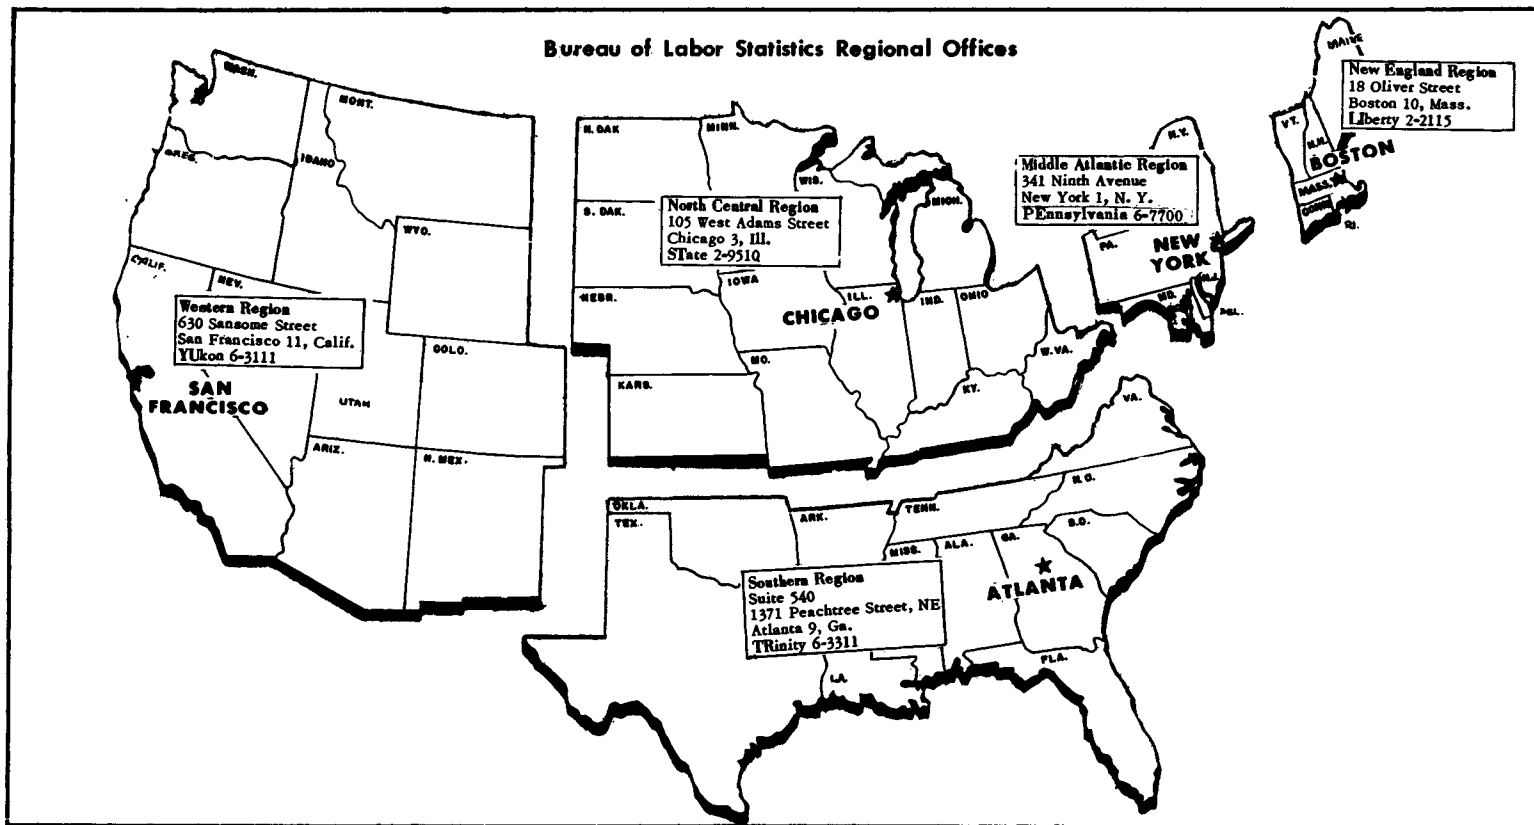 Bureau of Labor Statistics Regional Offices
WASH.
MONT.
OREG.
IDAHO
WYO.
CALIF.
NEV.
Western Region
630 Sansome Street
San Francisco 11, Calif.
YUkon 6-3111
SAN
FRANCISCO
UTAH
COLO.
ARIZ.
N. MEX.
N. DAK
MINN.
S. DAK.
WIS.
MICH.
North Central Region
105 West Adams Street
Chicago 3, Ill.
STate 2-9510
NEBR.
IOWA
ILL.
IND.
OHIO
CHICAGO
KANS.
MO.
KY.
W. VA.
MAINE
New England Region
18 Oliver Street
Boston 10, Mass.
LIberty 2-2115
VT.
N.H.
BOSTON
MASS.
CONN.
R.I.
N.Y.
Middle Atlantic Region
341 Ninth Avenue
New York 1, N. Y.
PEnnsylvania 6-7700
PA.
NEW
YORK
N.J.
MD.
DEL.
VA.
N.C.
S.C.
OKLA.
TEX.
ARK.
TENN.
MISS.
ALA.
GA.
ATLANTA
Southern Region
Suite 540
1371 Peachtree Street, NE
Atlanta 9, Ga.
TRinity 6-3311
LA.
FLA.